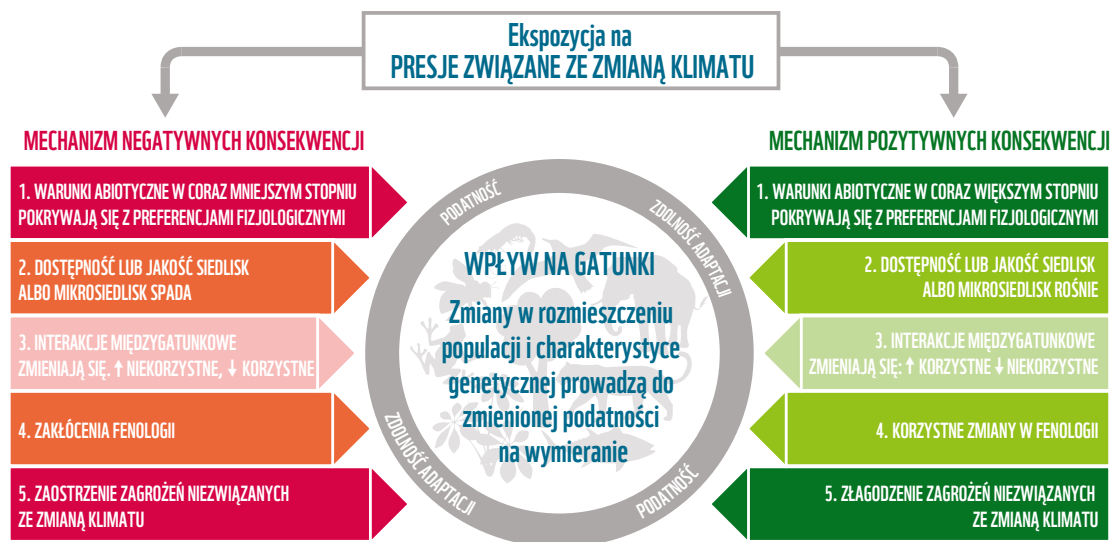 Ekspozycja na
PRESJE ZWIĄZANE ZE ZMIANĄ KLIMATU
MECHANIZM NEGATYWNYCH KONSEKWENCJI
1. WARUNKI ABIOTYCZNE W CORAZ MNIEJSZYM STOPNIU
POKRYWAJĄ SIĘ Z PREFERENCJAMI FIZJOLOGICZNYMI
2. DOSTĘPNOŚĆ LUB JAKOŚĆ SIEDLISK
ALBO MIKROSIEDLISK SPADA
3. INTERAKCJE MIĘDZYGATUNKOWE
ZMIENIAJĄ SIĘ. ↑ NIEKORZYSTNE, ↓ KORZYSTNE
4. ZAKŁÓCENIA FENOLOGII
5. ZAOSTRZENIE ZAGROŻEŃ NIEZWIĄZANYCH
ZE ZMIANĄ KLIMATU
PODATNOŚĆ
ZDOLNOŚĆ ADAPTACJI
WPŁYW NA GATUNKI
Zmiany w rozmieszczeniu
populacji i charakterystyce
genetycznej prowadzą do
zmienionej podatności
na wymieranie
ZDOLNOŚĆ ADAPTACJI
PODATNOŚĆ
MECHANIZM POZYTYWNYCH KONSEKWENCJI
1. WARUNKI ABIOTYCZNE W CORAZ WIĘKSZYM STOPNIU
POKRYWAJĄ SIĘ Z PREFERENCJAMI FIZJOLOGICZNYMI
2. DOSTĘPNOŚĆ LUB JAKOŚĆ SIEDLISK
ALBO MIKROSIEDLISK ROŚNIE
3. INTERAKCJE MIĘDZYGATUNKOWE
ZMIENIAJĄ SIĘ: ↑ KORZYSTNE ↓ NIEKORZYSTNE
4. KORZYSTNE ZMIANY W FENOLOGII
5. ZŁAGODZENIE ZAGROŻEŃ NIEZWIĄZANYCH
ZE ZMIANĄ KLIMATU